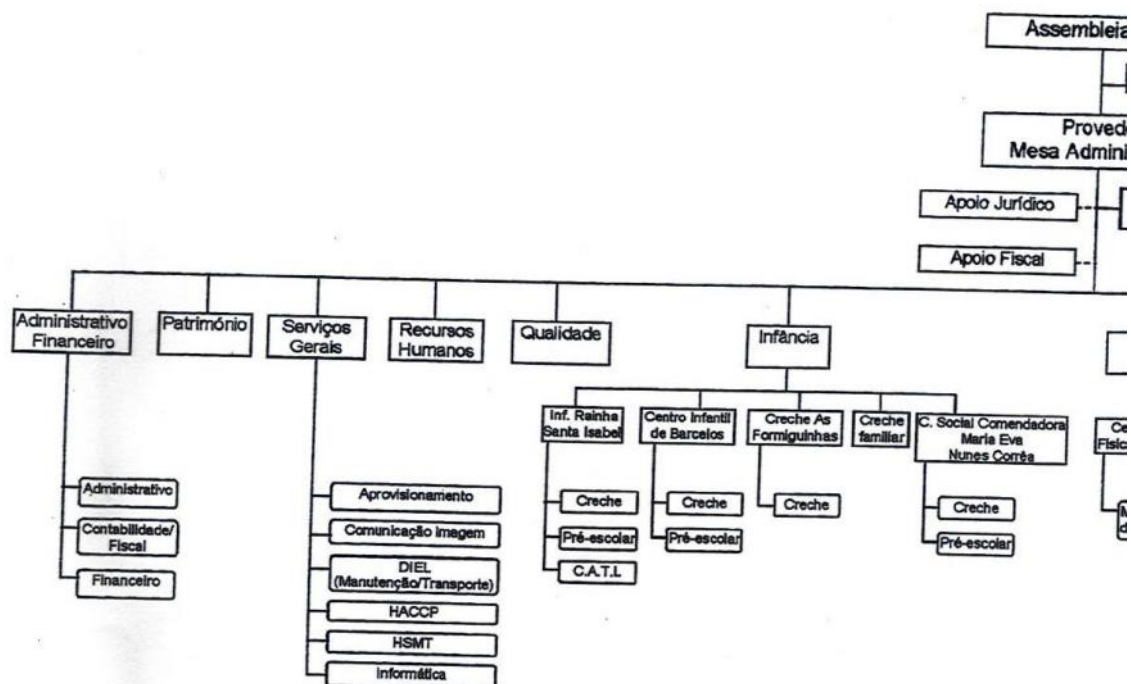 Assembleia
Provedo
Mesa Admini
Apoio Jurídico
Apoio Fiscal
Administrativo
Financeiro
Património
Serviços
Gerais
Recursos
Humanos
Qualidade
Infância
Inf. Rainha
Santa Isabel
Centro Infantil
de Barcelos
Creche As
Formiguinhas
Creche
familiar
C. Social Comendadora
Maria Eva
Nunes Corrêa
Ce
Física
Administrativo
Contabilidade/
Fiscal
Financeiro
Aprovisionamento
Comunicação Imagem
DIEL
(Manutenção/Transporte)
HACCP
HSMT
Informática
Creche
Pré-escolar
C.A.T.L
Creche
Pré-escolar
Creche
Creche
Pré-escolar
M
d